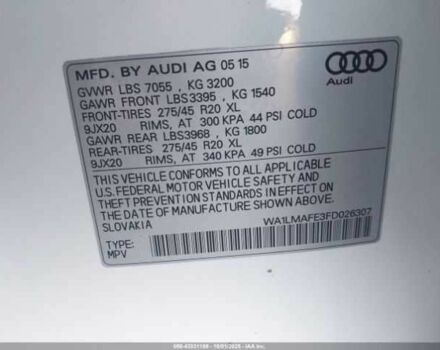 MFD. BY AUDI AG 05 15
GVWR LBS 7055 , KG 3200
GAWR FRONT LBS3395 , KG 1540
FRONT-TIRES 275/45 R20 XL
9JX20 RIMS, AT 300 KPA 44 PSI COLD
GAWR REAR LBS3968 , KG 1800
REAR-TIRES 275/45 R20 XL
9JX20 RIMS, AT 340 KPA 49 PSI COLD
Audi
THIS VEHICLE CONFORMS TO ALL APPLICABLE
U.S. FEDERAL MOTOR VEHICLE SAFETY AND
THEFT PREVENTION STANDARDS IN EFFECT ON
THE DATE OF MANUFACTURE SHOWN ABOVE.
SLOVAKIA
WA1LMAFE3FD026307
TYPE:
MPV